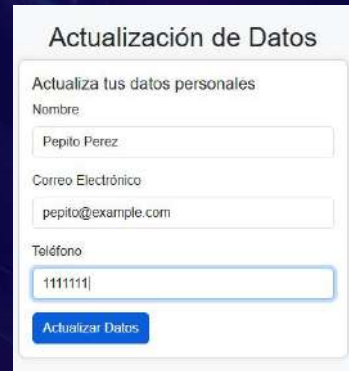 Actualización de Datos
Actualiza tus datos personales
Nombre
Pepito Perez
Correo Electrónico
pepito@example.com
Teléfono
1111111
Actualizar Datos